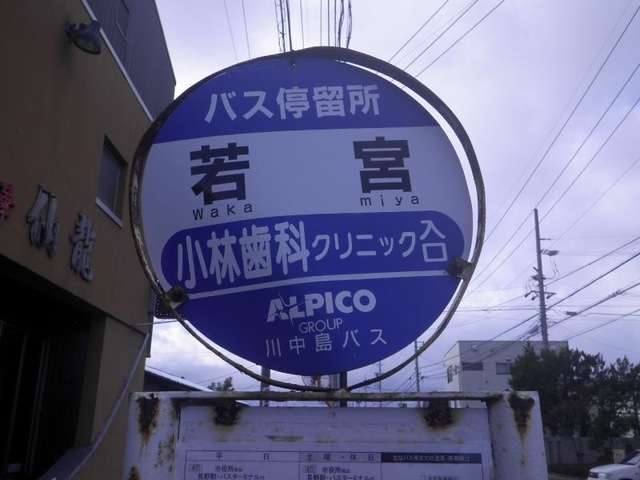 バス停留所
若宮
Waka miya
小林歯科クリニック入口
ALPICO
GROUP
川中島バス
仙龍
平日
土曜・休日
市役所
市役所
長野駅・バスターミナル
長野駅・バスターミナル